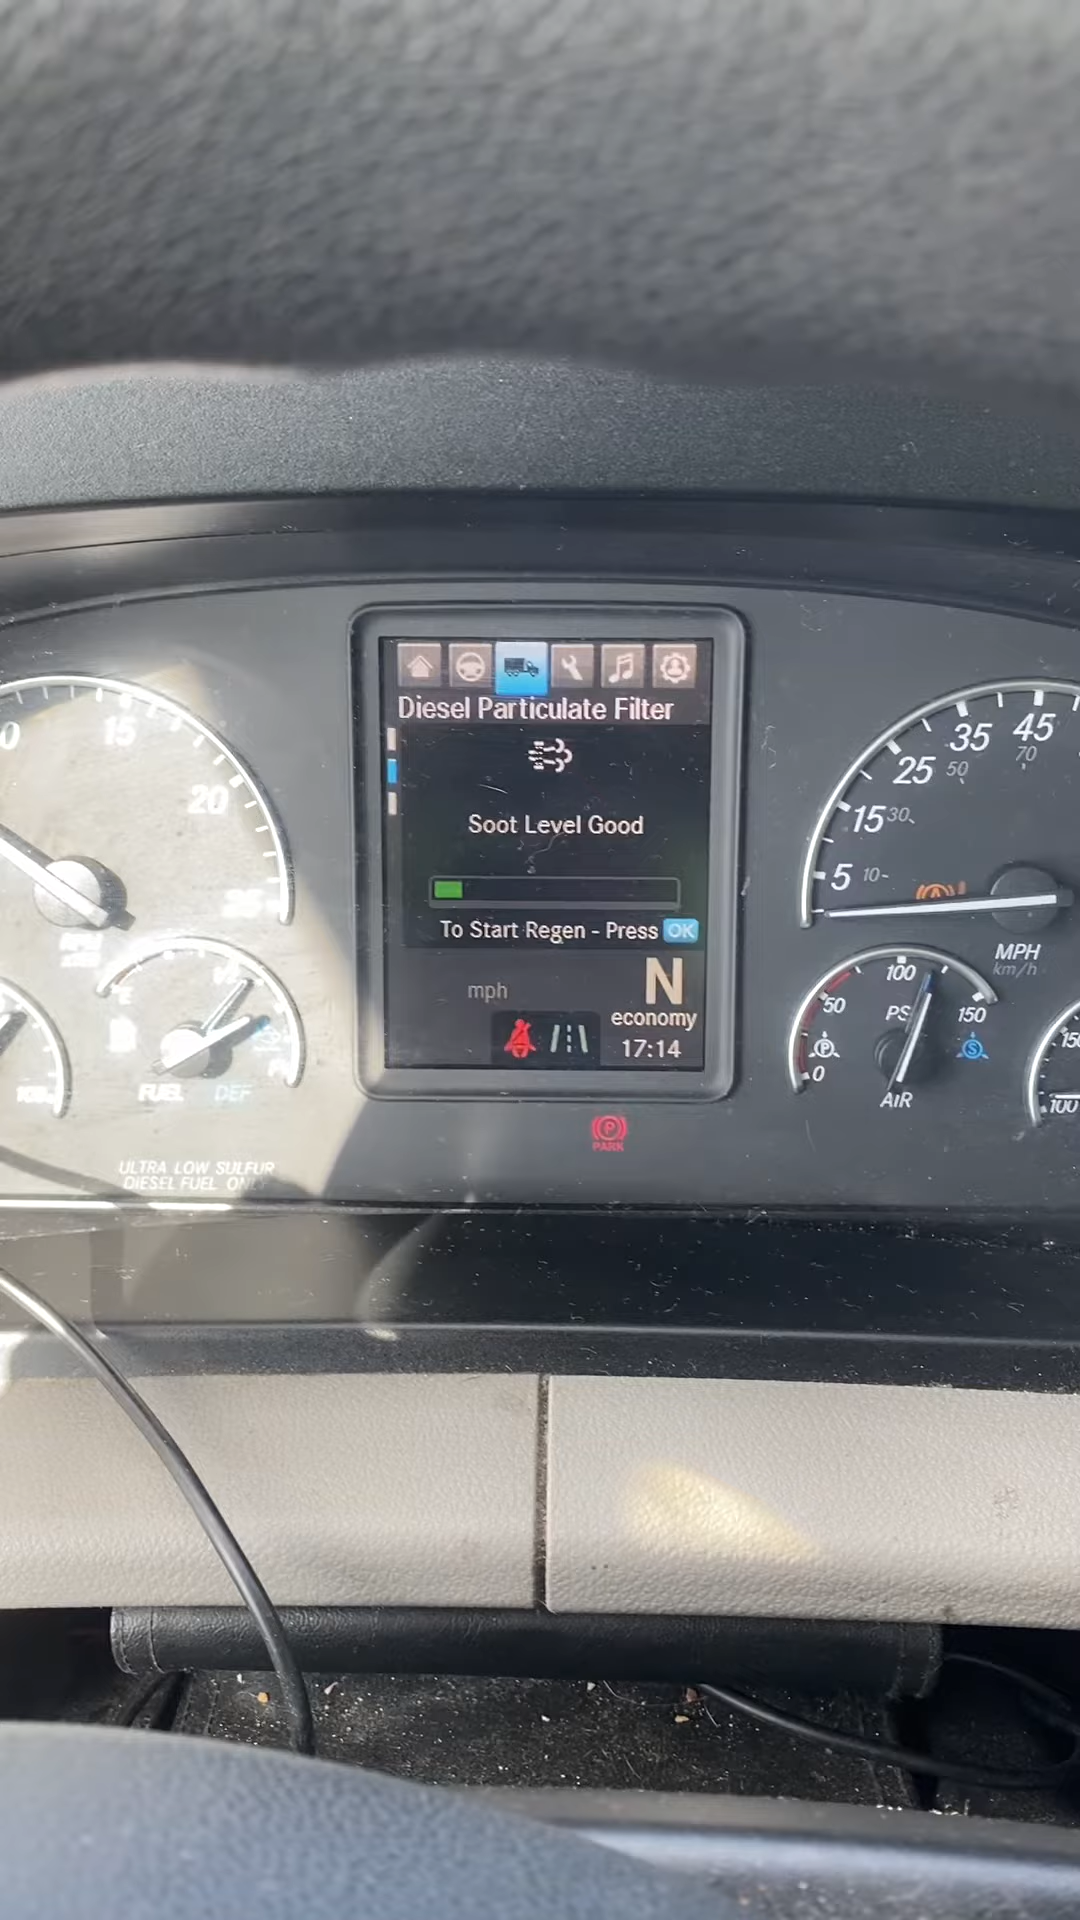 Diesel Particulate Filter
Soot Level Good
To Start Regen - Press OK
mph
N
economy
17:14
15
20
E
FUEL
DEF
ULTRA LOW SULFUR
DIESEL FUEL ONLY
PARK
5
15
25
35
45
10
30
50
70
MPH
km/h
0
50
100
150
PSI
P
S
AIR
150
100